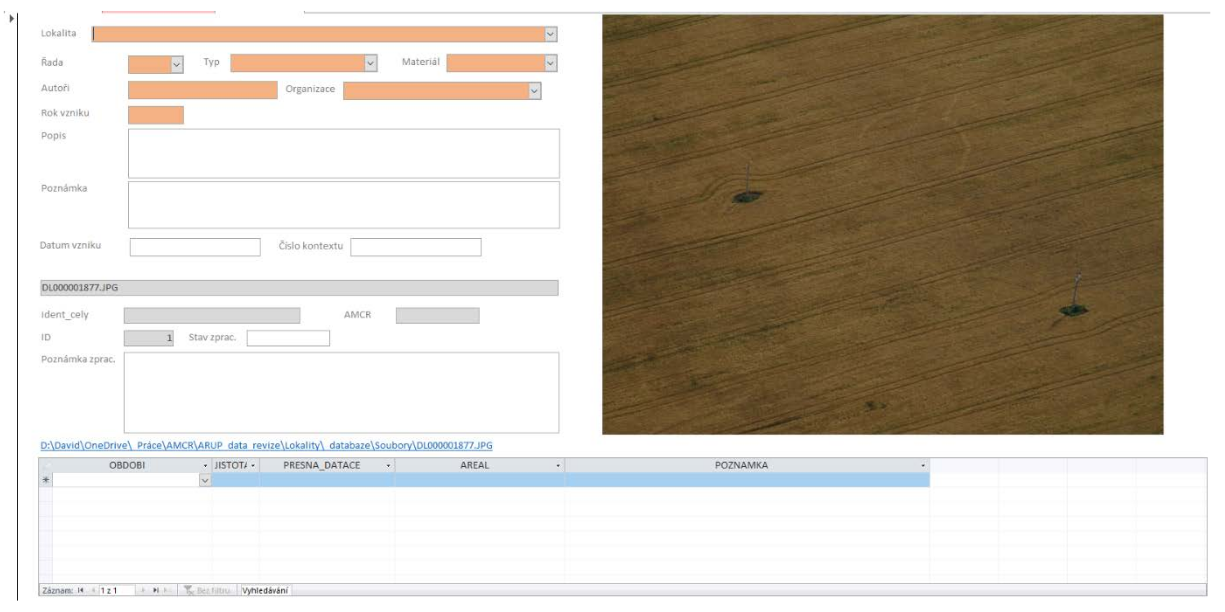 Lokalita
Řada Typ Materiál
Autoři Organizace
Rok vzniku
Popis
Poznámka
Datum vzniku Číslo kontextu
DL000001877.JPG
ident_cely AMCR
ID 1 Stav zprac.
Poznámka zprac.
D:\David\OneDrive\_Práce\AMCR\ARUP_data_revize\Lokality\_databaze\Soubory\DL000001877.JPG
OBDOBI JISTOTA PRESNA_DATACE AREAL POZNAMKA
Záznam: 1 z 1 Bez filtru Vyhledávání